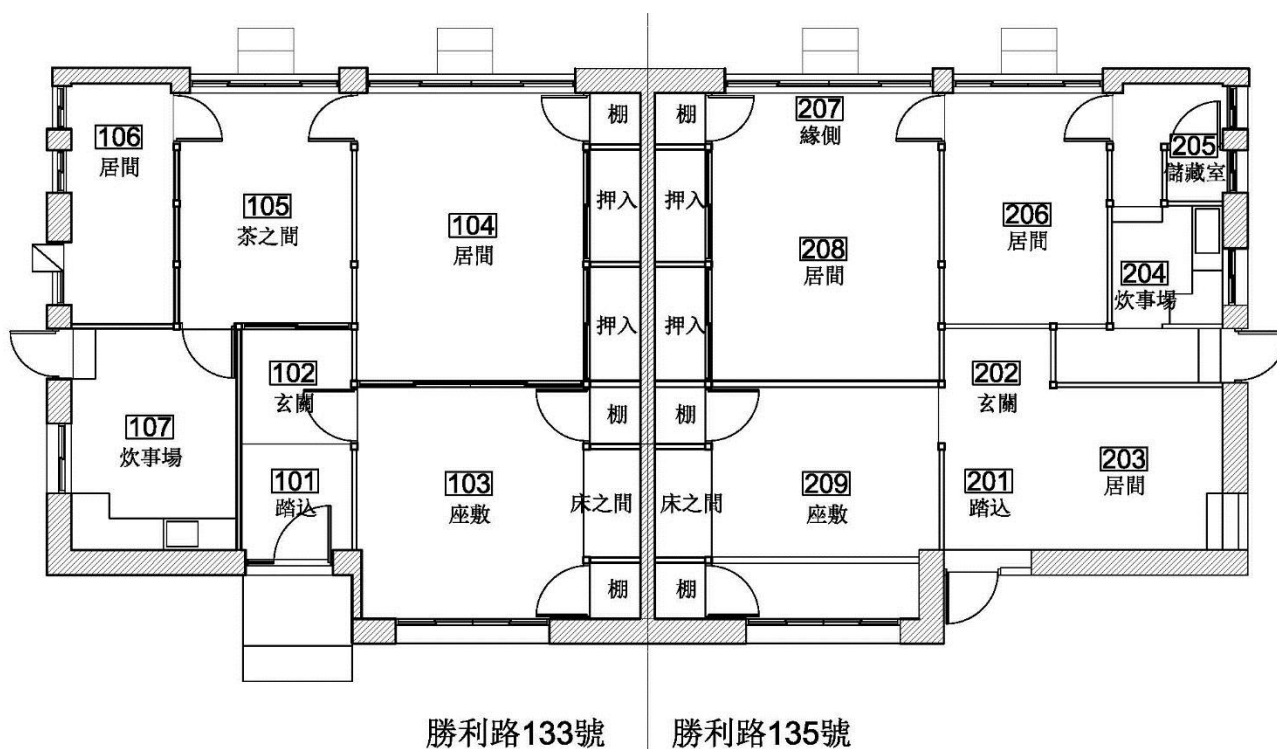 106
居間
105
茶之間
104
居間
棚
押入
押入
107
炊事場
102
玄關
101
踏込
103
座敷
棚
床之間
棚
棚
207
緣側
押入
208
居間
押入
206
居間
205
儲藏室
204
炊事場
棚
床之間
209
座敷
棚
202
玄關
201
踏込
203
居間
勝利路133號
勝利路135號